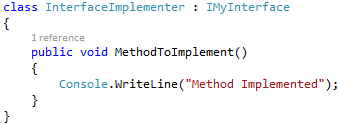 class InterfaceImplementer : IMyInterface
{
    1 reference
    public void MethodToImplement()
    {
        Console.WriteLine("Method Implemented");
    }
}